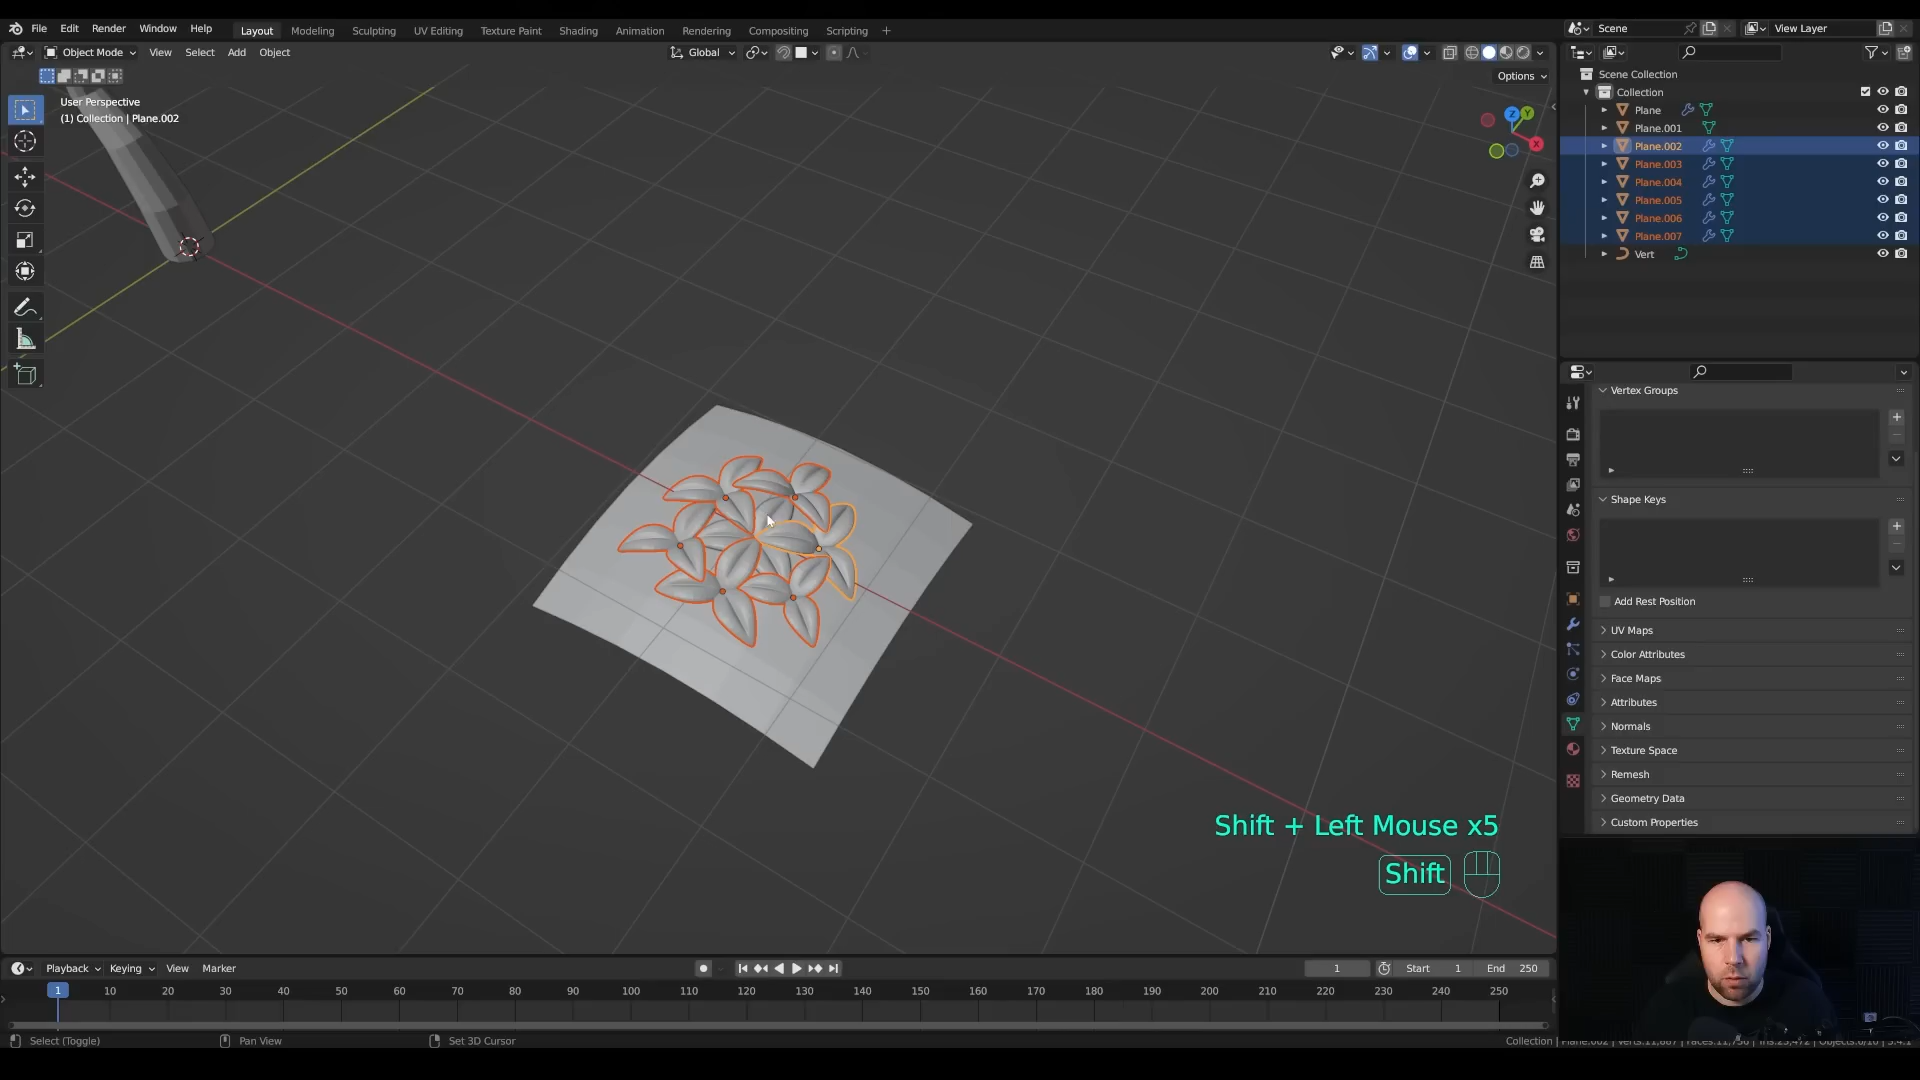 File Edit Render Window Help Layout Modeling Sculpting UV Editing Texture Paint Shading Animation Rendering Compositing Scripting + Scene View Layer
Object Mode View Select Add Object Global
Options
User Perspective
(1) Collection | Plane.002
Z Y X
Scene Collection
Collection
Plane
Plane.001
Plane.002
Plane.003
Plane.004
Plane.005
Plane.006
Plane.007
Vert
Vertex Groups
Shape Keys
Add Rest Position
UV Maps
Color Attributes
Face Maps
Attributes
Normals
Texture Space
Remesh
Geometry Data
Custom Properties
Shift + Left Mouse x5
Shift
Playback Keying View Marker 1 Start 1 End 250
1 10 20 30 40 50 60 70 80 90 100 110 120 130 140 150 160 170 180 190 200 210 220 230 240 250
Select (Toggle) Pan View Set 3D Cursor Collection